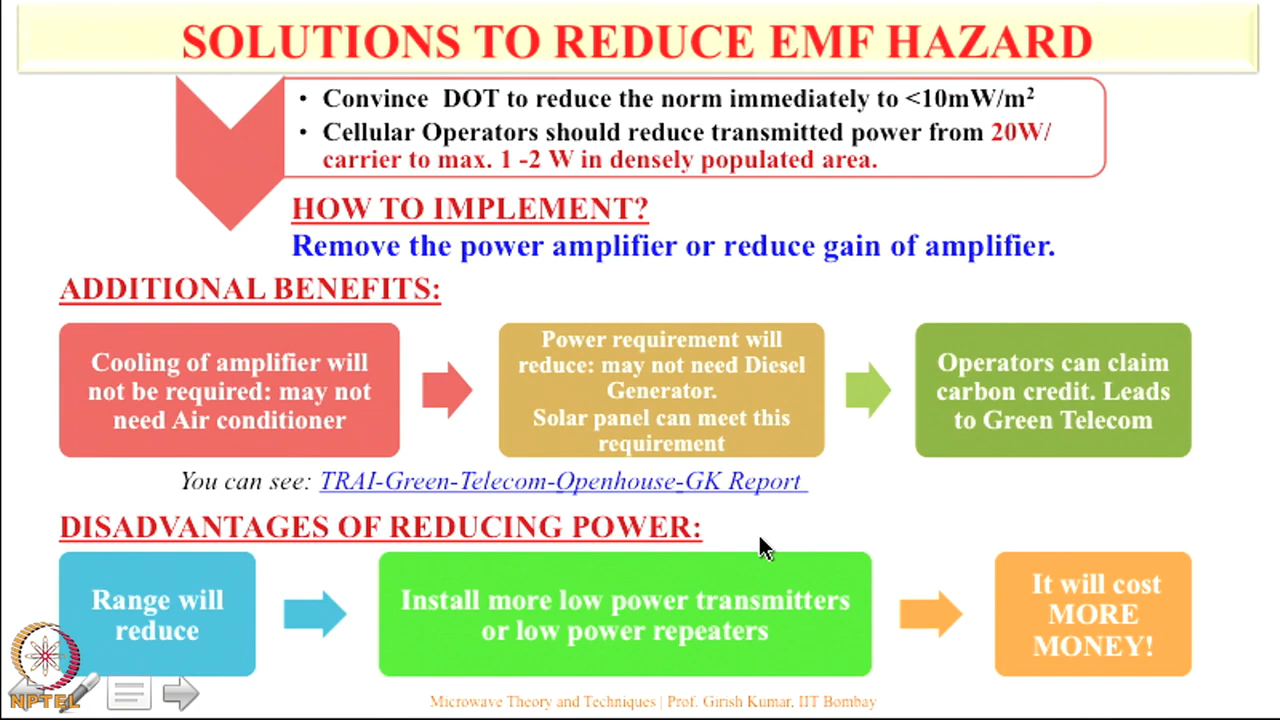 SOLUTIONS TO REDUCE EMF HAZARD
• Convince DOT to reduce the norm immediately to <10mW/m²
• Cellular Operators should reduce transmitted power from 20W/
carrier to max. 1 -2 W in densely populated area.
HOW TO IMPLEMENT?
Remove the power amplifier or reduce gain of amplifier.
ADDITIONAL BENEFITS:
Cooling of amplifier will
not be required: may not
need Air conditioner
Power requirement will
reduce: may not need Diesel
Generator.
Solar panel can meet this
requirement
Operators can claim
carbon credit. Leads
to Green Telecom
You can see: TRAI-Green-Telecom-Openhouse-GK Report
DISADVANTAGES OF REDUCING POWER:
Range will
reduce
Install more low power transmitters
or low power repeaters
It will cost
MORE
MONEY!
NPTEL
Microwave Theory and Techniques | Prof. Girish Kumar, IIT Bombay